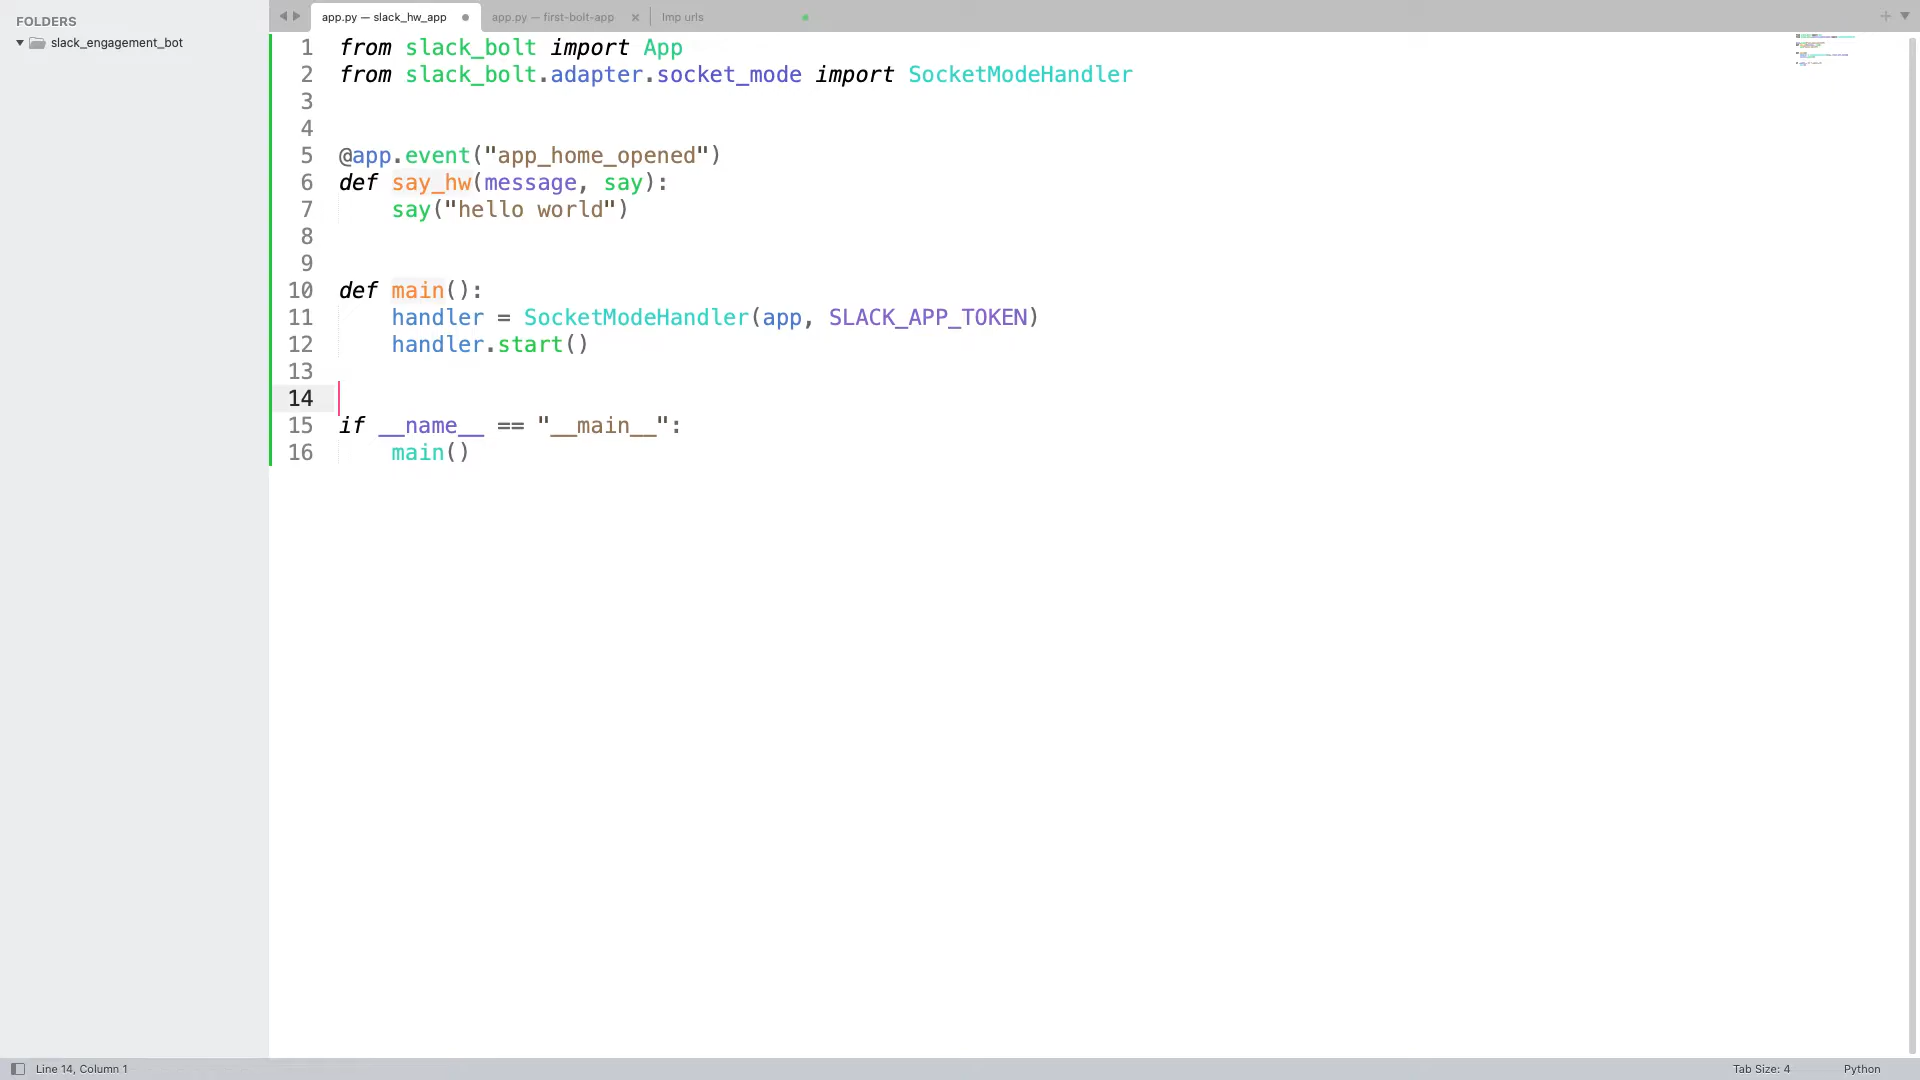 FOLDERS
slack_engagement_bot
app.py — slack_hw_app
app.py — first-bolt-app
Imp urls
1 from slack_bolt import App
2 from slack_bolt.adapter.socket_mode import SocketModeHandler
3
4
5 @app.event("app_home_opened")
6 def say_hw(message, say):
7     say("hello world")
8
9
10 def main():
11     handler = SocketModeHandler(app, SLACK_APP_TOKEN)
12     handler.start()
13
14
15 if __name__ == "__main__":
16     main()
Line 14, Column 1
Tab Size: 4
Python